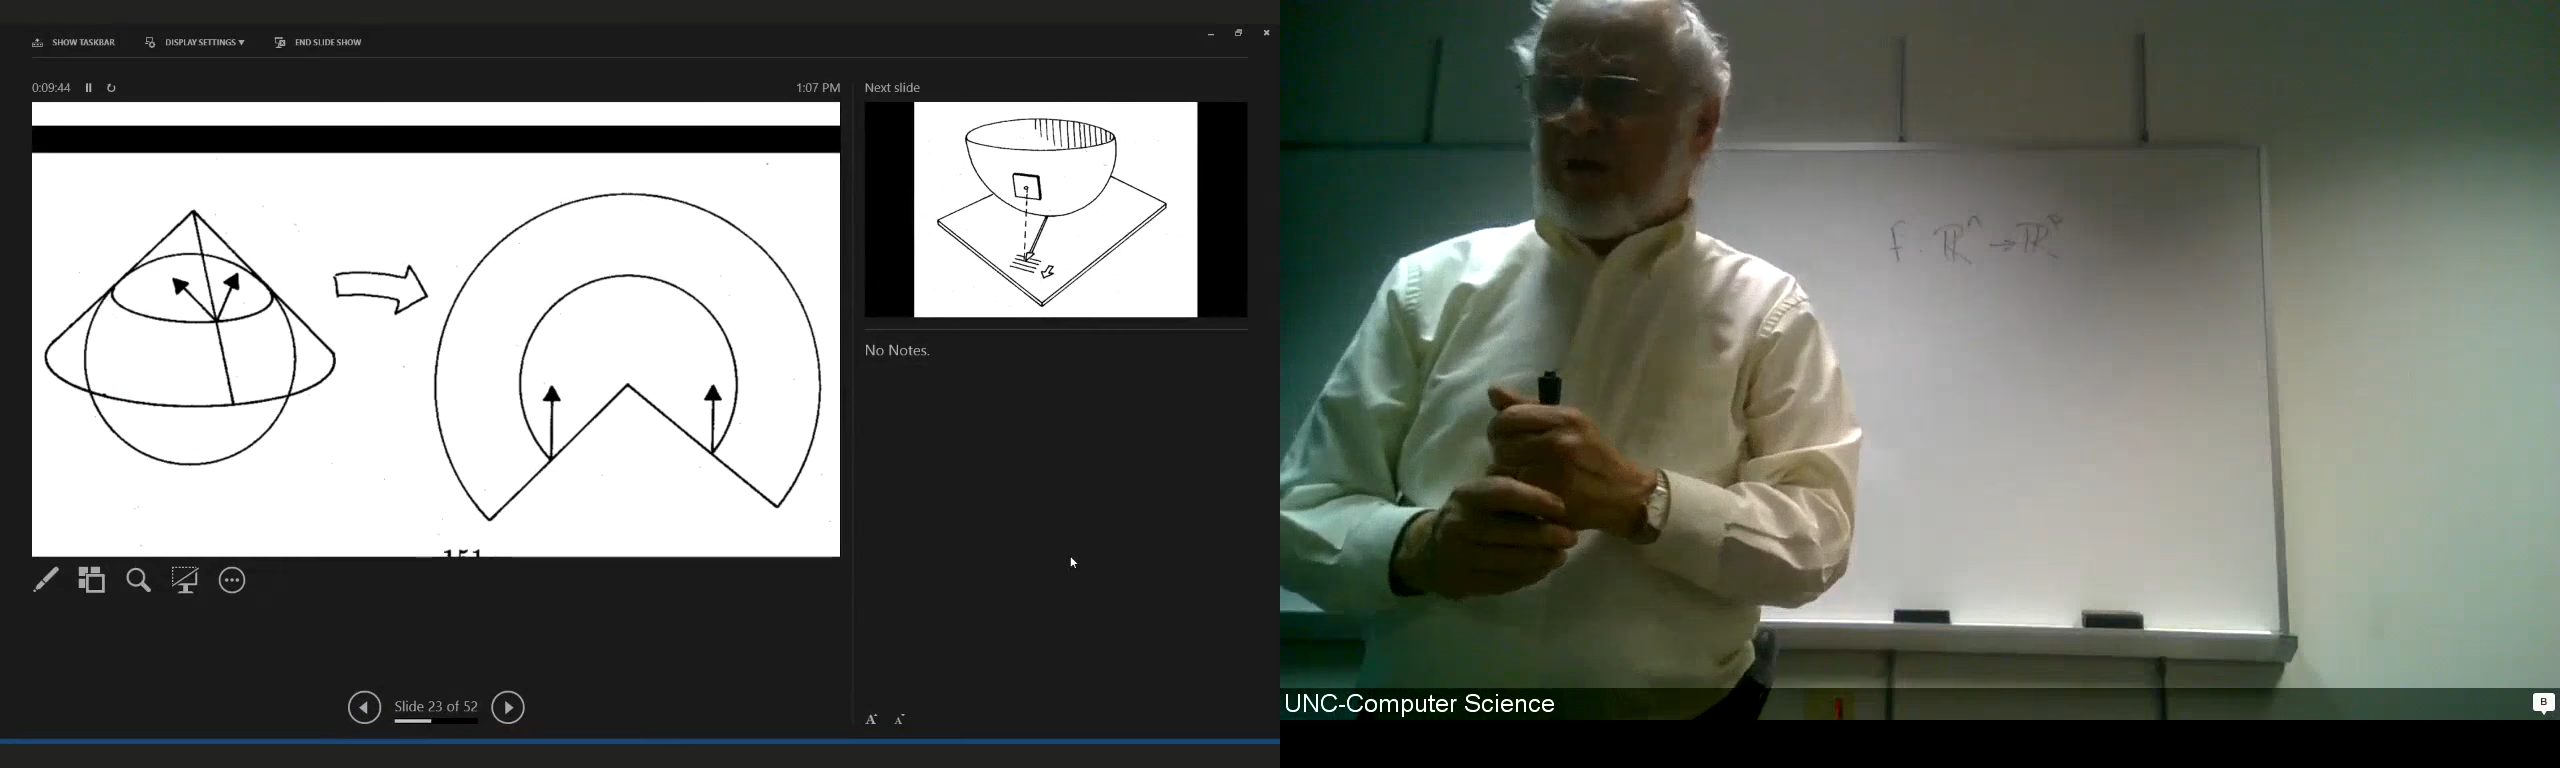 SHOW TASKBAR DISPLAY SETTINGS ▾ END SLIDE SHOW
0:09:44 1:07 PM
Next slide
No Notes.
151
Slide 23 of 52
A A
f: ℝⁿ → ℝᵖ
UNC-Computer Science
B